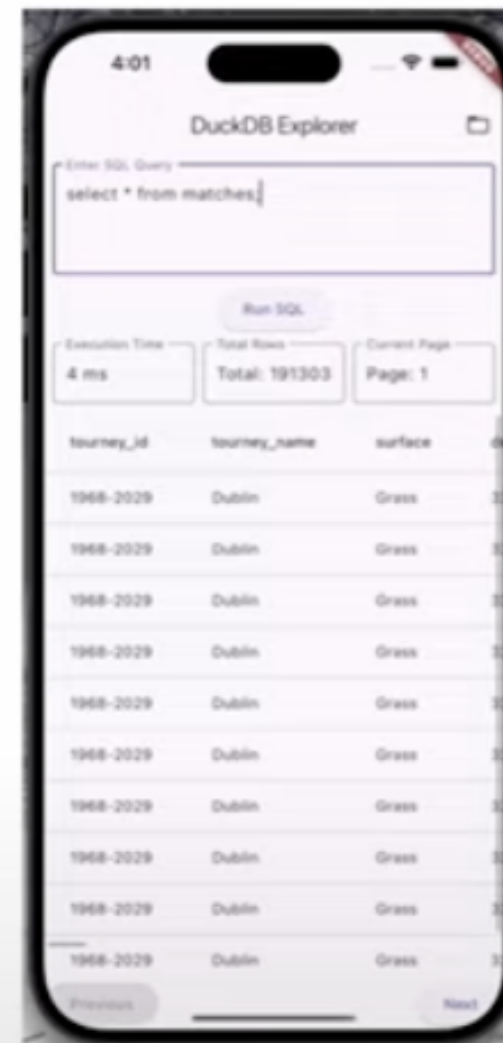 4:01
DuckDB Explorer
Enter SQL Query
select * from matches;
Run SQL
Execution Time Total Rows Current Page
4 ms Total: 191303 Page: 1
tourney_id tourney_name surface
1968-2029 Dublin Grass
1968-2029 Dublin Grass
1968-2029 Dublin Grass
1968-2029 Dublin Grass
1968-2029 Dublin Grass
1968-2029 Dublin Grass
1968-2029 Dublin Grass
1968-2029 Dublin Grass
1968-2029 Dublin Grass
1968-2029 Dublin Grass
Previous Next